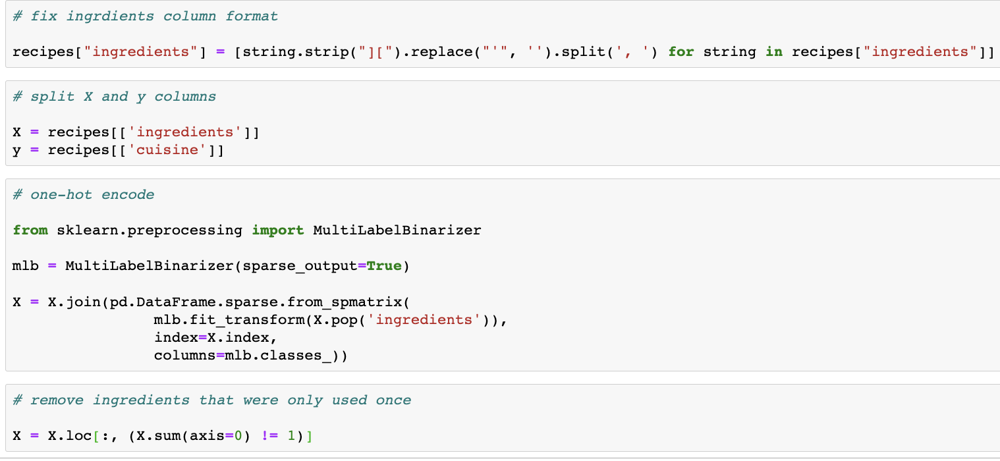 # fix ingrdients column format
recipes["ingredients"] = [string.strip("][").replace("'", '').split(', ') for string in recipes["ingredients"]]
# split X and y columns
X = recipes[['ingredients']]
y = recipes[['cuisine']]
# one-hot encode
from sklearn.preprocessing import MultiLabelBinarizer
mlb = MultiLabelBinarizer(sparse_output=True)
X = X.join(pd.DataFrame.sparse.from_spmatrix(
                mlb.fit_transform(X.pop('ingredients')),
                index=X.index,
                columns=mlb.classes_))
# remove ingredients that were only used once
X = X.loc[:, (X.sum(axis=0) != 1)]